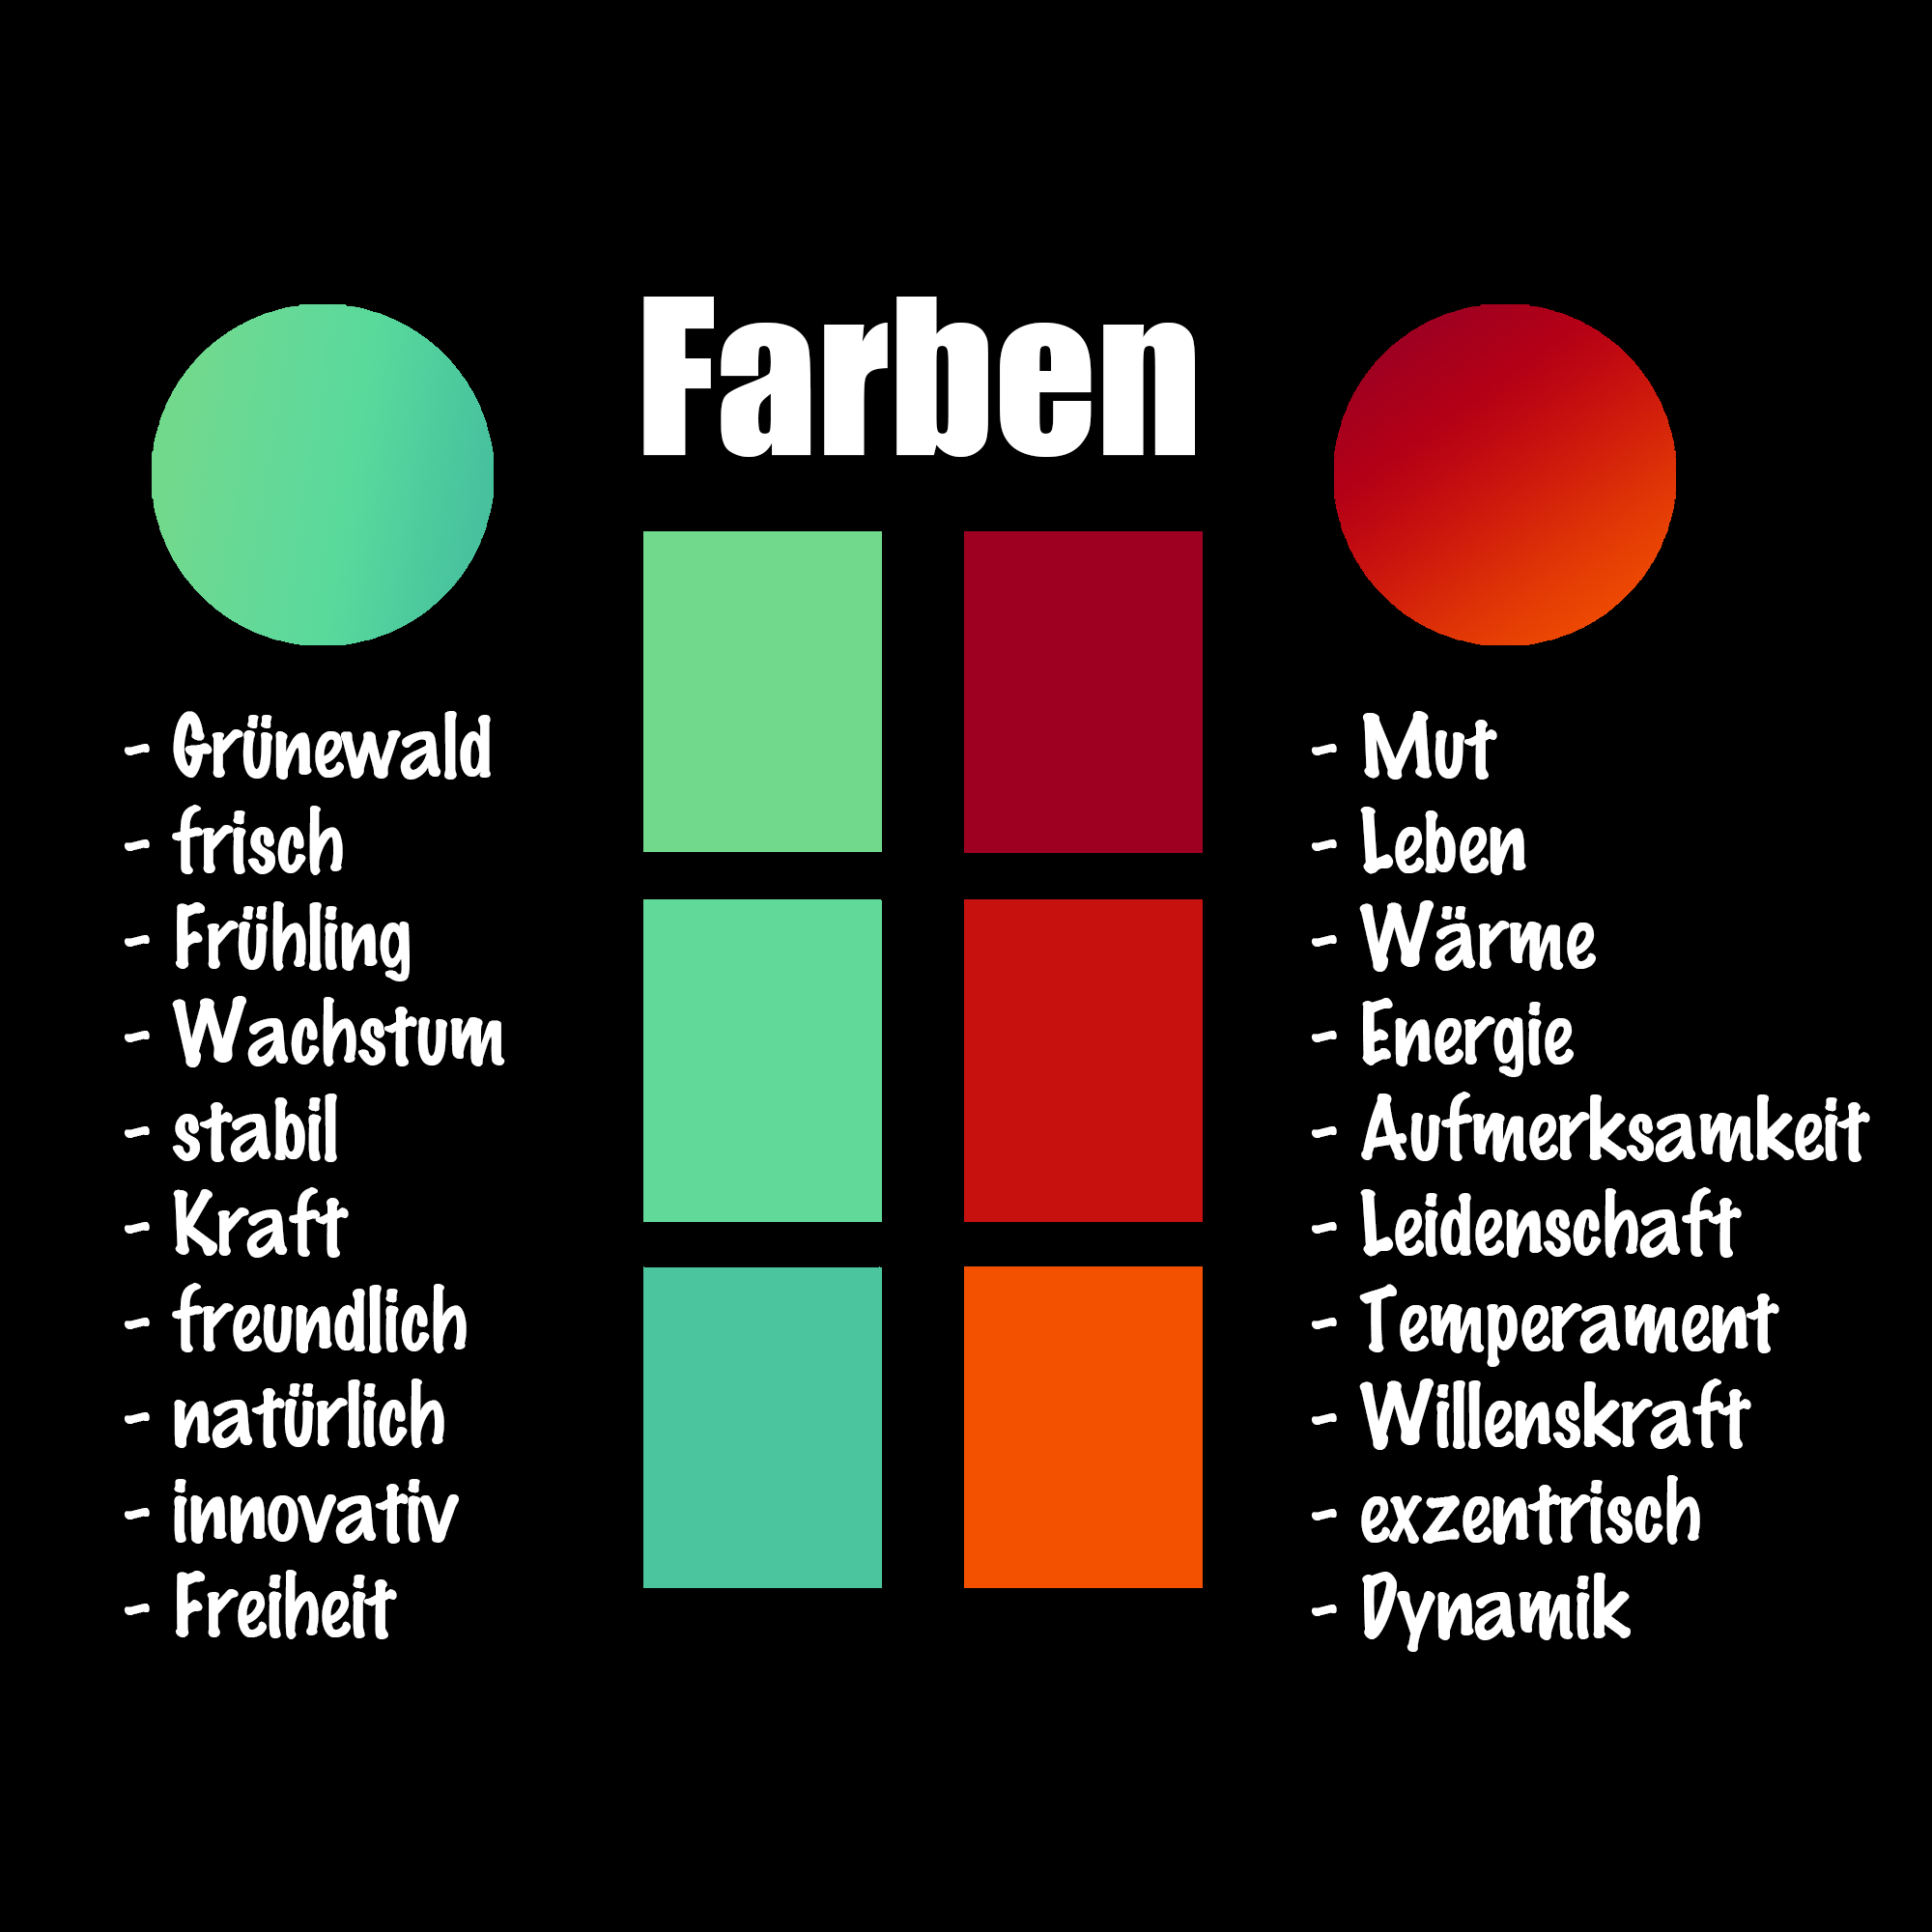 Farben
- Grünewald
- frisch
- Frühling
- Wachstum
- stabil
- Kraft
- freundlich
- natürlich
- innovativ
- Freiheit
- Mut
- Leben
- Wärme
- Energie
- Aufmerksamkeit
- Leidenschaft
- Temperament
- Willenskraft
- exzentrisch
- Dynamik